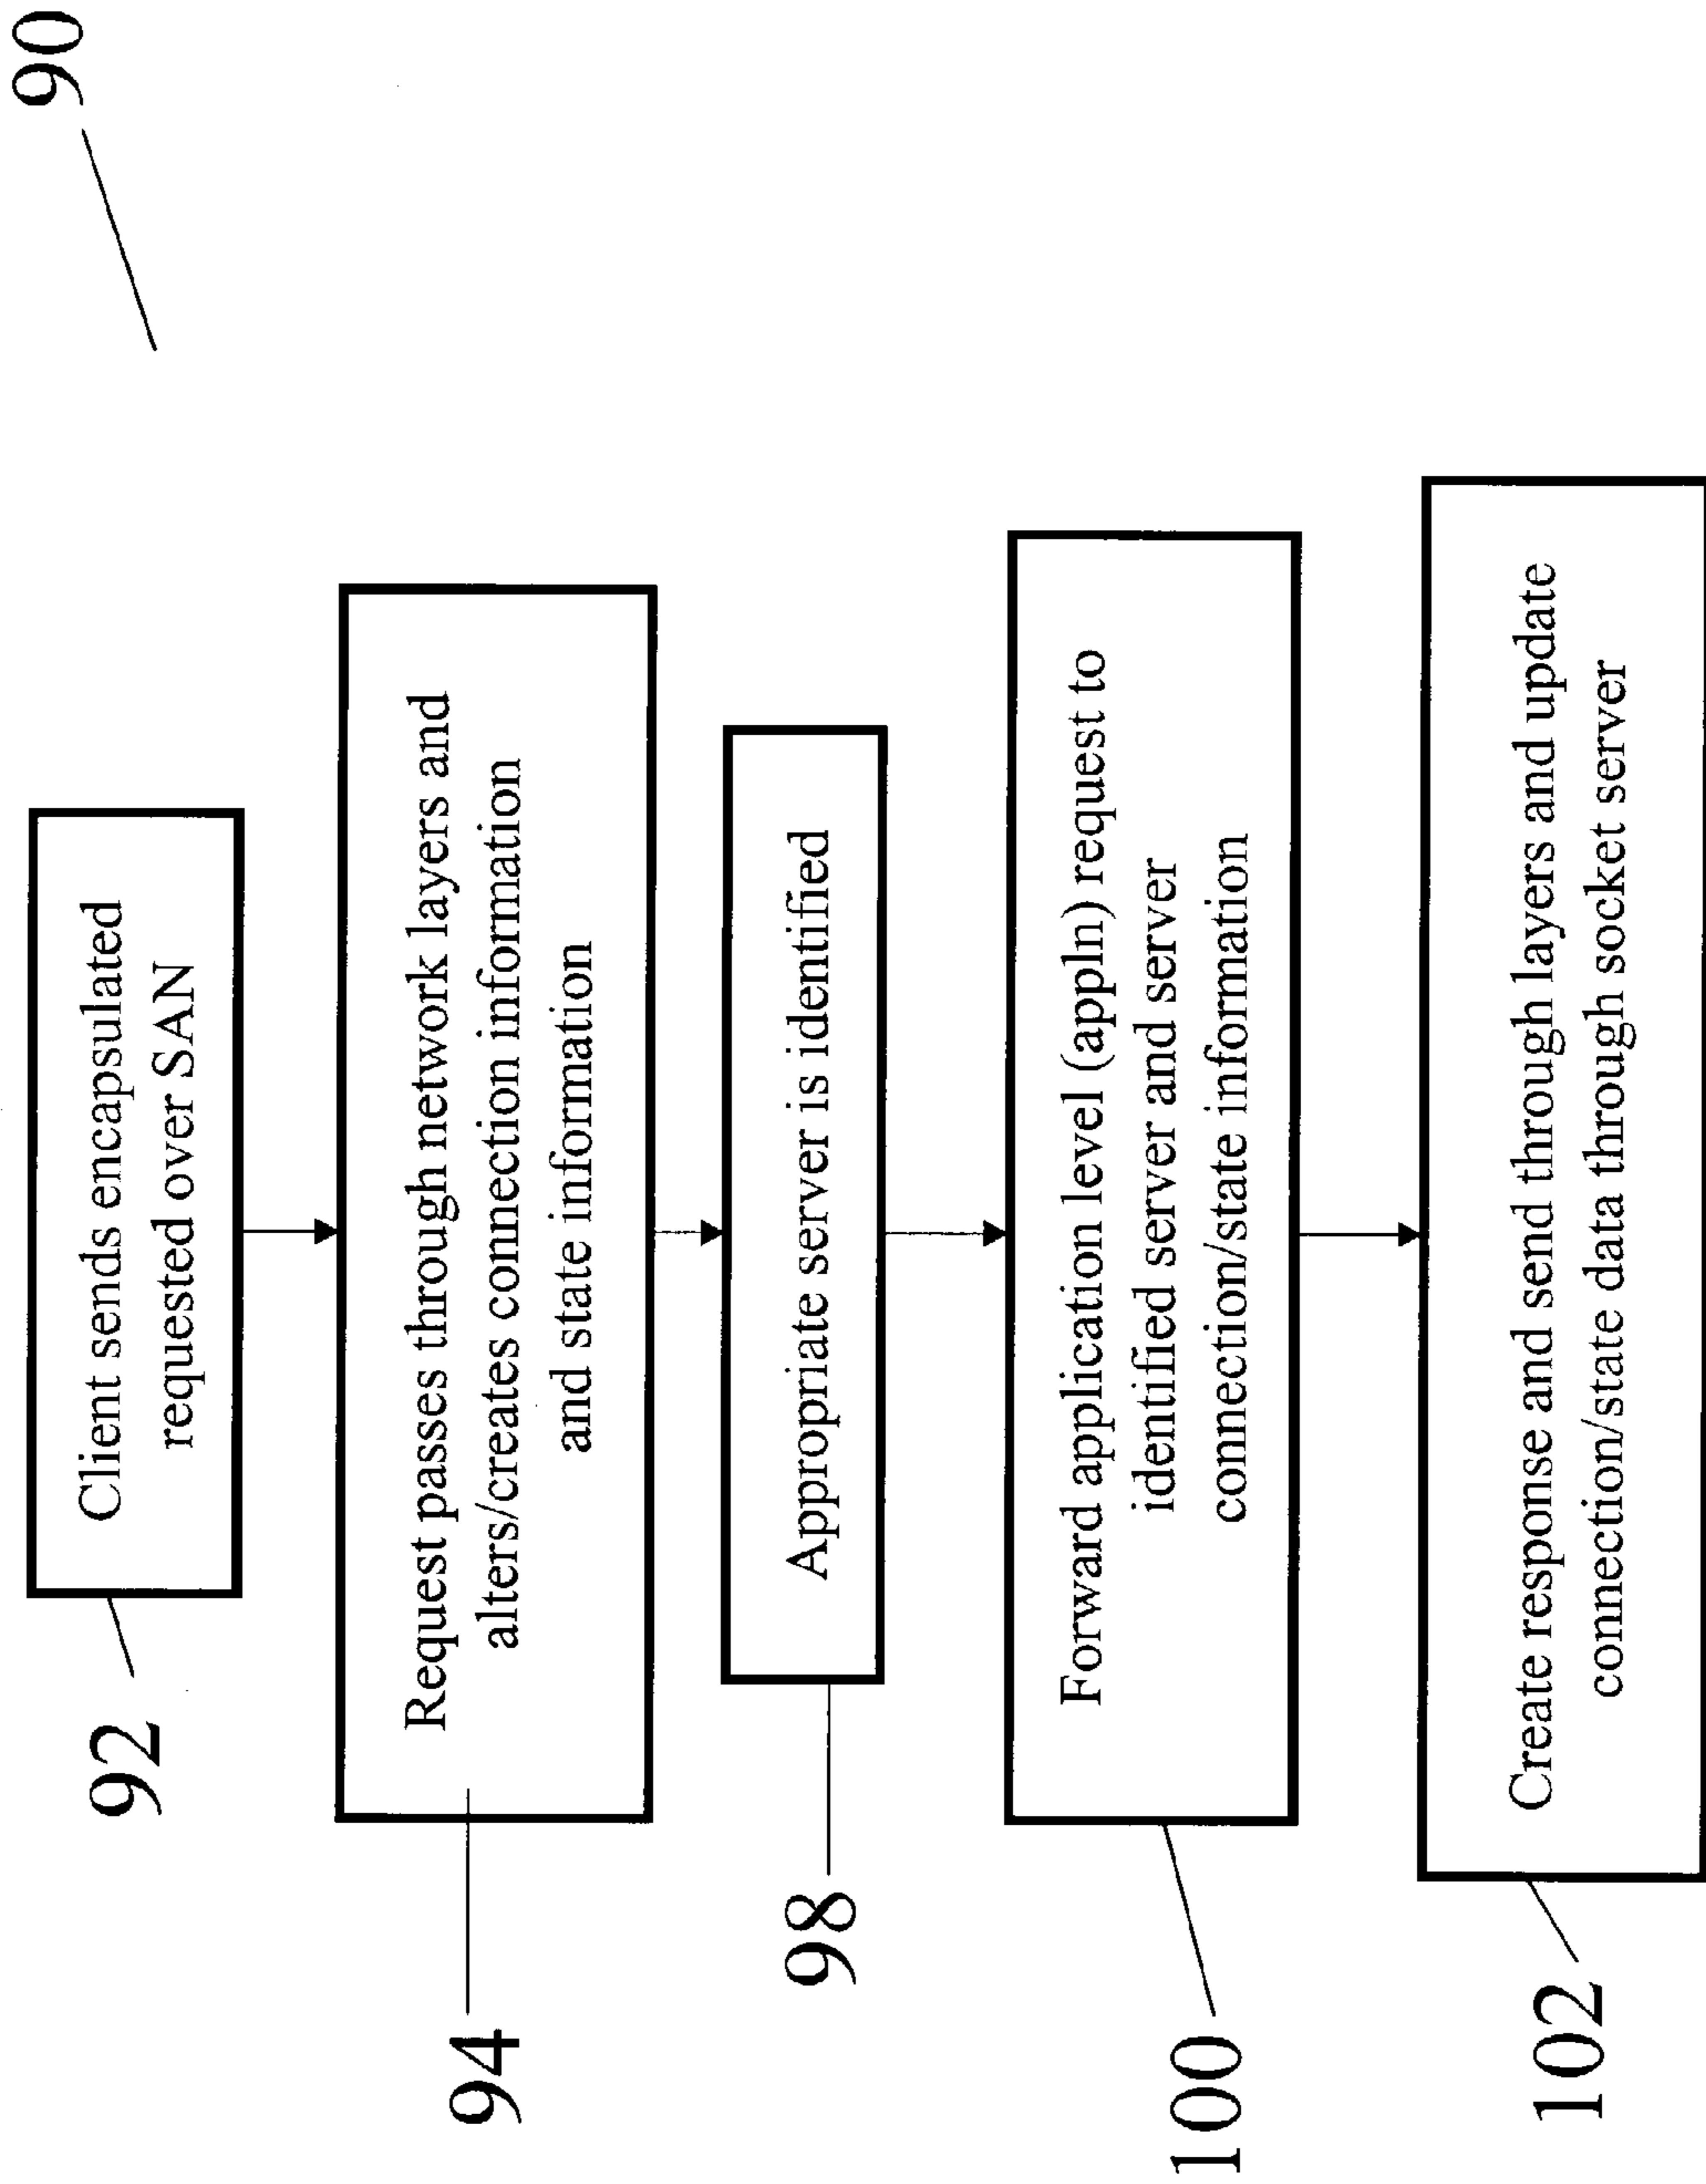 90
92
Client sends encapsulated
requested over SAN
94
Request passes through network layers and
alters/creates connection information
and state information
98
Appropriate server is identified
100
Forward application level (appln) request to
identified server and server
connection/state information
102
Create response and send through layers and update
connection/state data through socket server